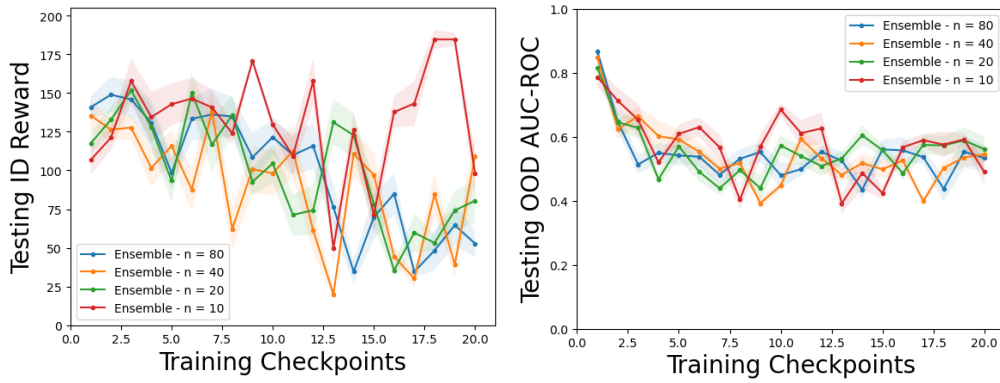 Testing ID Reward
200
175
150
125
100
75
50
25
0
Ensemble - n = 80
Ensemble - n = 40
Ensemble - n = 20
Ensemble - n = 10
0.0 2.5 5.0 7.5 10.0 12.5 15.0 17.5 20.0
Training Checkpoints
Testing OOD AUC-ROC
1.0
0.8
0.6
0.4
0.2
0.0
Ensemble - n = 80
Ensemble - n = 40
Ensemble - n = 20
Ensemble - n = 10
0.0 2.5 5.0 7.5 10.0 12.5 15.0 17.5 20.0
Training Checkpoints